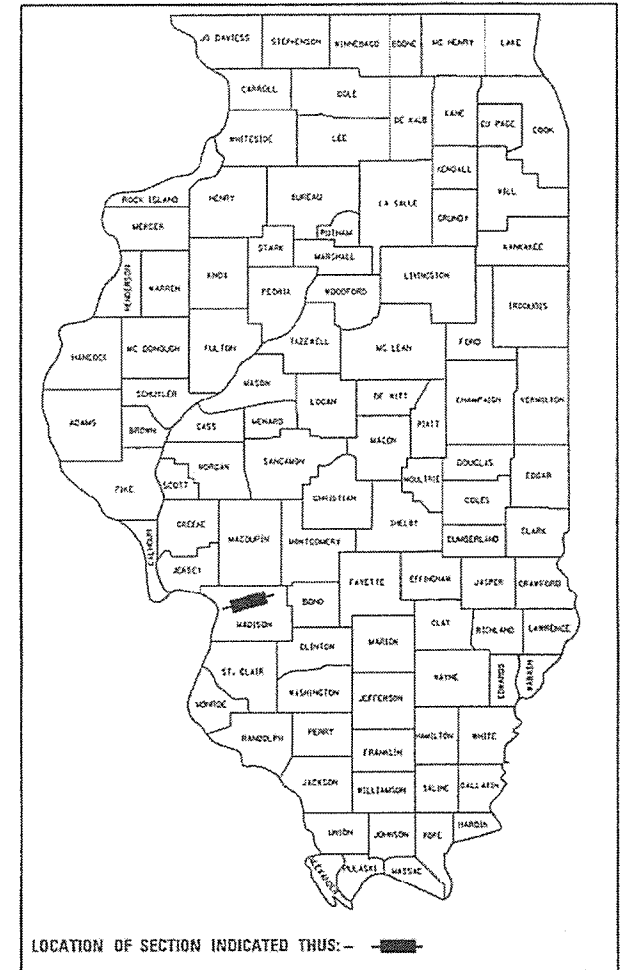 JO DAVIESS STEPHENSON WINNEBAGO BOONE MC HENRY LAKE
CARROLL OGLE DE KALB KANE DU PAGE COOK
WHITESIDE LEE KENDALL WILL
ROCK ISLAND HENRY BUREAU LA SALLE GRUNDY
MERCER PUTNAM KANKAKEE
HENDERSON WARREN KNOX STARK MARSHALL LIVINGSTON
PEORIA WOODFORD IROQUOIS
HANCOCK MC DONOUGH FULTON TAZEWELL MC LEAN FORD
MASON
SCHUYLER LOGAN DE WITT CHAMPAIGN VERMILION
ADAMS BROWN CASS MENARD MACON PIATT
MORGAN SANGAMON DOUGLAS
PIKE SCOTT CHRISTIAN MOULTRIE EDGAR
COLES
GREENE MACOUPIN MONTGOMERY SHELBY CLARK
CALHOUN CUMBERLAND
JERSEY FAYETTE EFFINGHAM JASPER CRAWFORD
BOND
MADISON CLAY RICHLAND LAWRENCE
CLINTON MARION
ST. CLAIR WAYNE EDWARDS WABASH
WASHINGTON JEFFERSON
MONROE
RANDOLPH PERRY HAMILTON WHITE
FRANKLIN
JACKSON WILLIAMSON SALINE GALLATIN
UNION JOHNSON POPE HARDIN
ALEXANDER PULASKI MASSAC
LOCATION OF SECTION INDICATED THUS: -